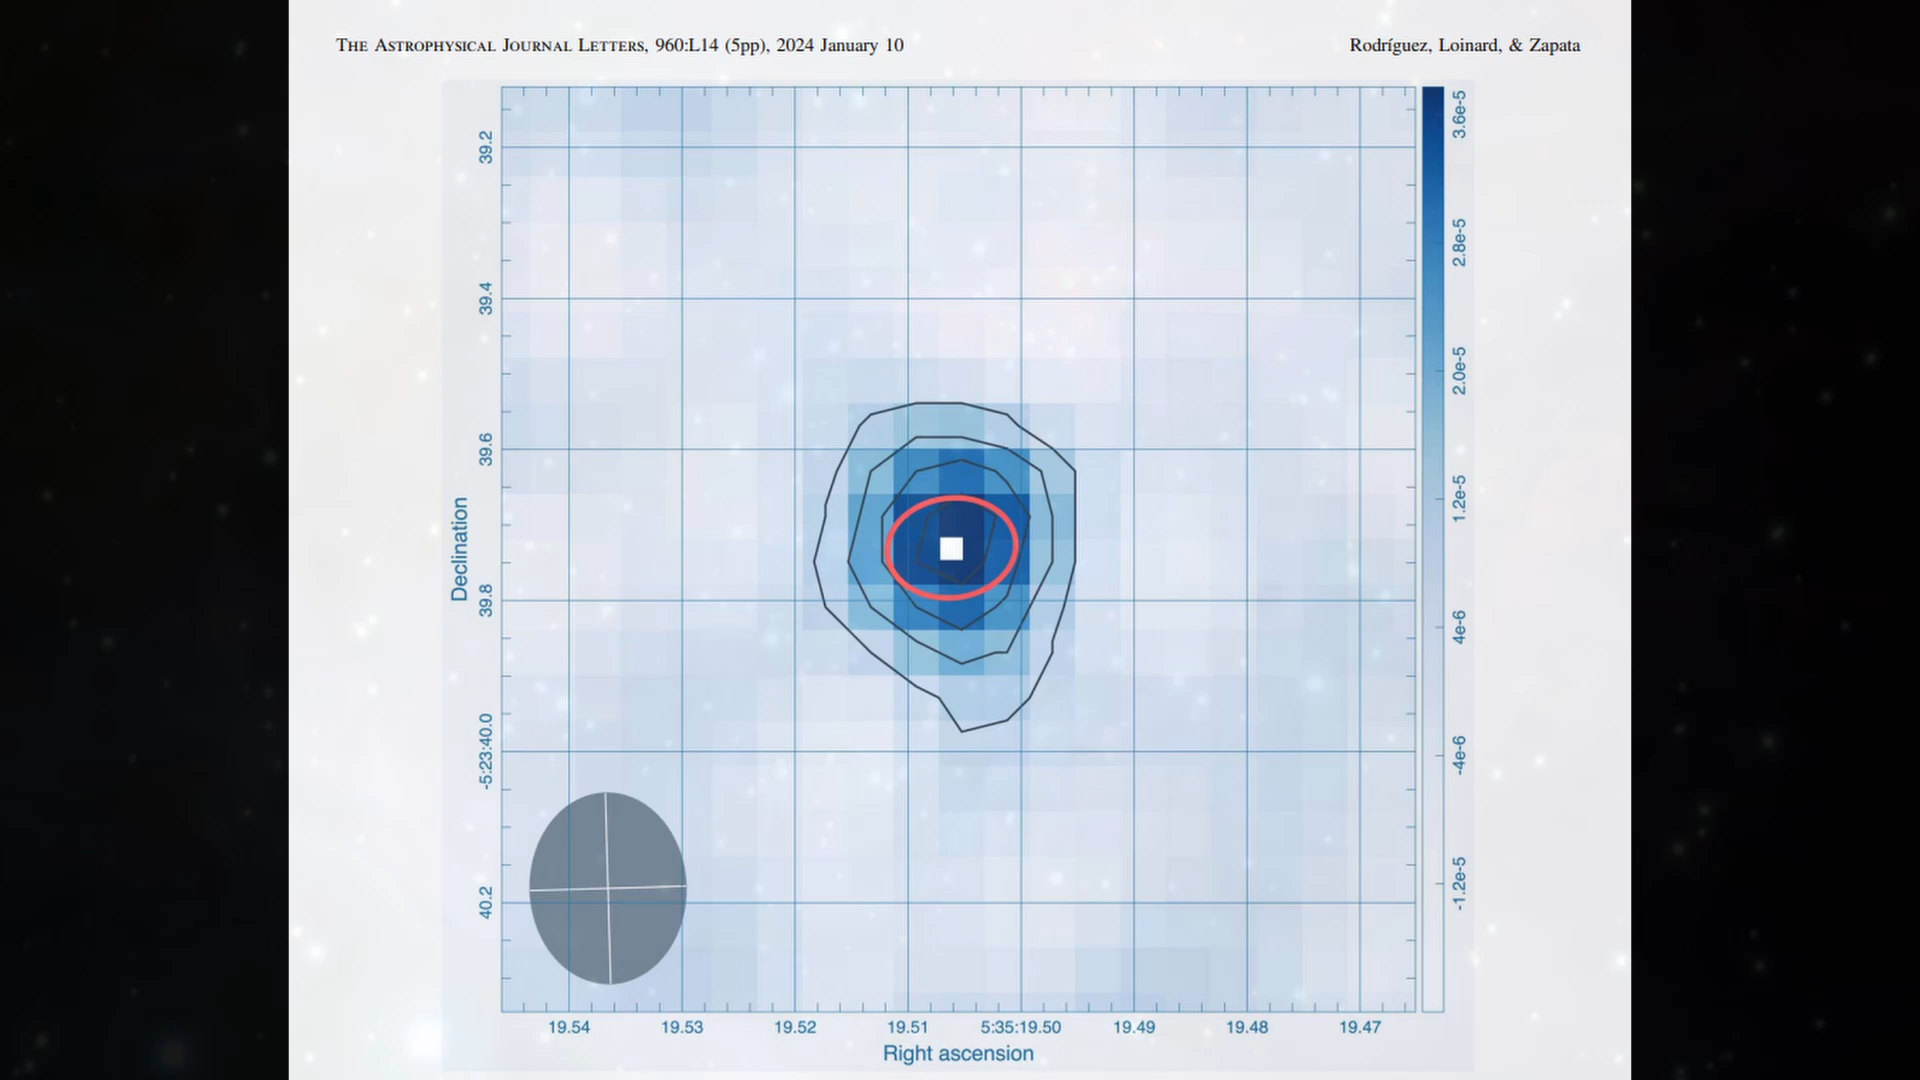 THE ASTROPHYSICAL JOURNAL LETTERS, 960:L14 (5pp), 2024 January 10
Rodríguez, Loinard, & Zapata
39.2
39.4
39.6
39.8
-5:23:40.0
40.2
Declination
19.54
19.53
19.52
19.51
5:35:19.50
19.49
19.48
19.47
Right ascension
3.6e-5
2.8e-5
2.0e-5
1.2e-5
4e-6
-4e-6
-1.2e-5